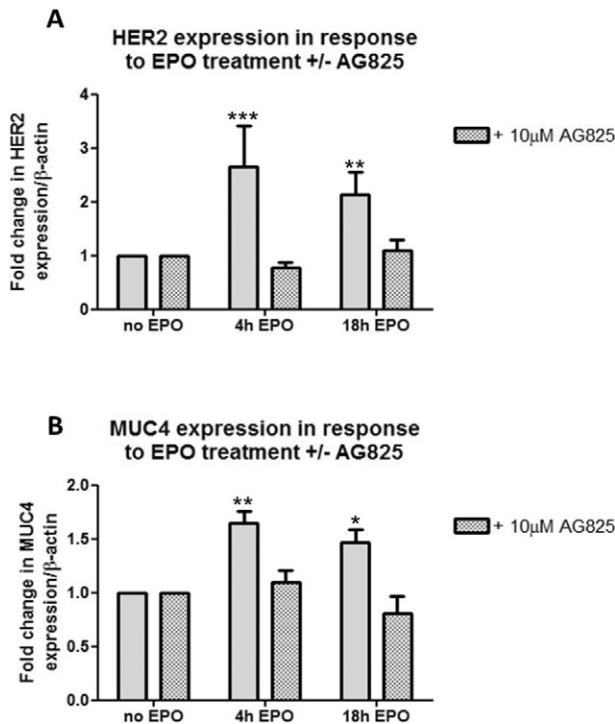 A
HER2 expression in response
to EPO treatment +/- AG825
Fold change in HER2
expression/β-actin
4
3
2
1
0
***
**
no EPO
4h EPO
18h EPO
+ 10μM AG825
B
MUC4 expression in response
to EPO treatment +/- AG825
Fold change in MUC4
expression/β-actin
2.0
1.5
1.0
0.5
0.0
**
*
no EPO
4h EPO
18h EPO
+ 10μM AG825